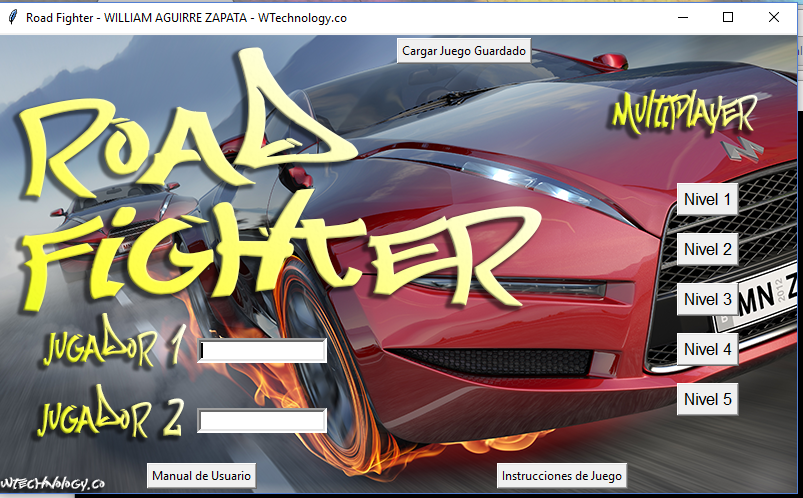 Road Fighter - WILLIAM AGUIRRE ZAPATA - WTechnology.co
Cargar Juego Guardado
ROAD
FIGHTER
MULTIPLAYER
Nivel 1
Nivel 2
Nivel 3
Nivel 4
Nivel 5
MN Z
2012
D
JUGADOR 1
JUGADOR 2
Manual de Usuario
Instrucciones de Juego
WTECHNOLOGY.CO